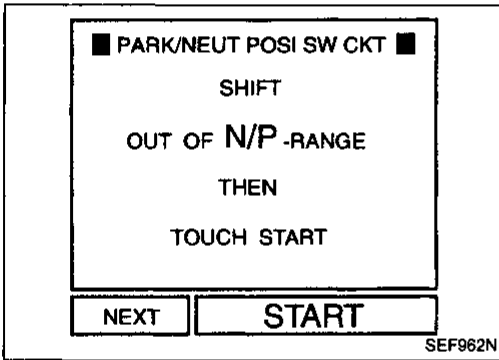 ■ PARK/NEUT POSI SW CKT ■
SHIFT
OUT OF N/P -RANGE
THEN
TOUCH START
NEXT START
SEF962N